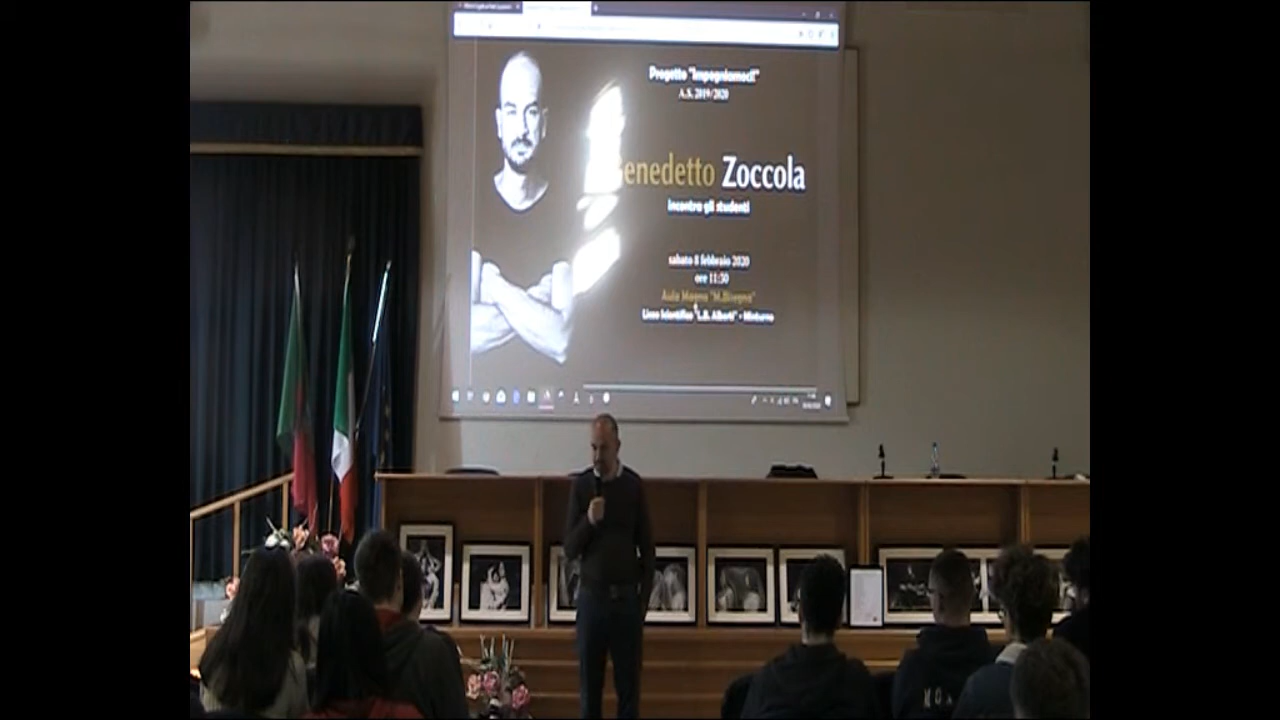 Progetto "Impegniamoci!"
A.S. 2019/2020
Benedetto Zoccola
incontra gli studenti
sabato 8 febbraio 2020
ore 11:30
Aula Magna
Liceo Scientifico "L.B. Alberti" - Minturno